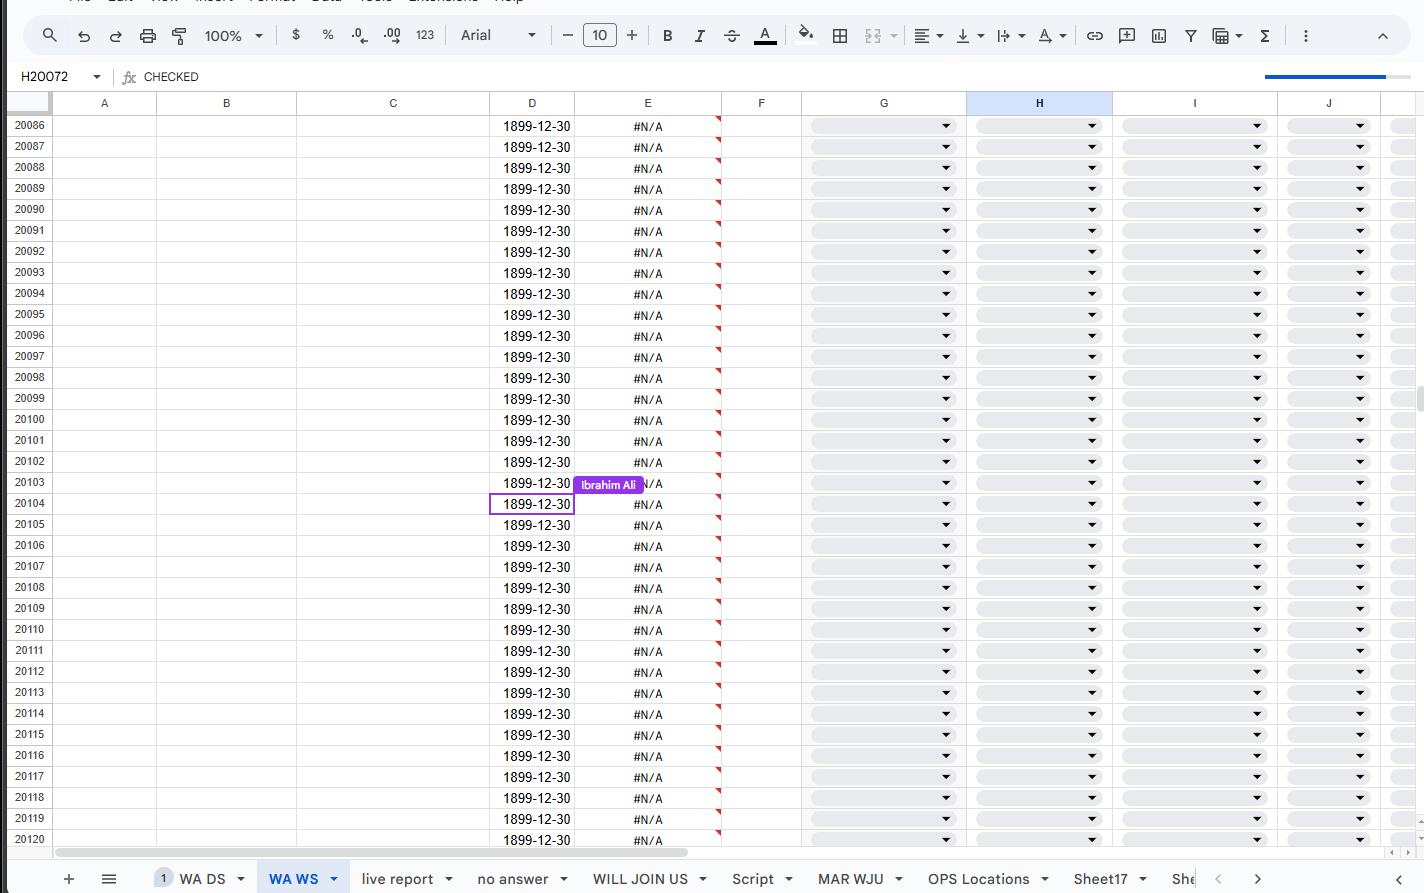 100% $ % .0 .00 123 Arial 10 B I A
H20072 fx CHECKED
A B C D E F G H I J
20086 1899-12-30 #N/A
20087 1899-12-30 #N/A
20088 1899-12-30 #N/A
20089 1899-12-30 #N/A
20090 1899-12-30 #N/A
20091 1899-12-30 #N/A
20092 1899-12-30 #N/A
20093 1899-12-30 #N/A
20094 1899-12-30 #N/A
20095 1899-12-30 #N/A
20096 1899-12-30 #N/A
20097 1899-12-30 #N/A
20098 1899-12-30 #N/A
20099 1899-12-30 #N/A
20100 1899-12-30 #N/A
20101 1899-12-30 #N/A
20102 1899-12-30 #N/A
20103 1899-12-30 Ibrahim Ali N/A
20104 1899-12-30 #N/A
20105 1899-12-30 #N/A
20106 1899-12-30 #N/A
20107 1899-12-30 #N/A
20108 1899-12-30 #N/A
20109 1899-12-30 #N/A
20110 1899-12-30 #N/A
20111 1899-12-30 #N/A
20112 1899-12-30 #N/A
20113 1899-12-30 #N/A
20114 1899-12-30 #N/A
20115 1899-12-30 #N/A
20116 1899-12-30 #N/A
20117 1899-12-30 #N/A
20118 1899-12-30 #N/A
20119 1899-12-30 #N/A
20120 1899-12-30 #N/A
1 WA DS WA WS live report no answer WILL JOIN US Script MAR WJU OPS Locations Sheet17 She